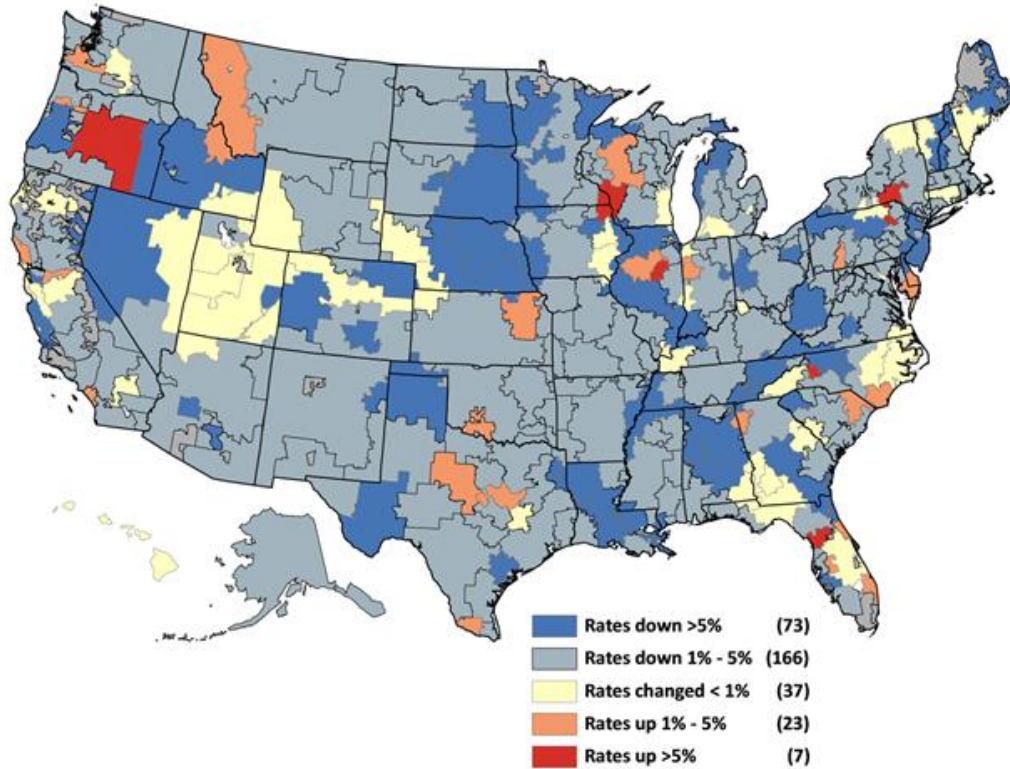 Rates down >5% (73)
Rates down 1% - 5% (166)
Rates changed < 1% (37)
Rates up 1% - 5% (23)
Rates up >5% (7)